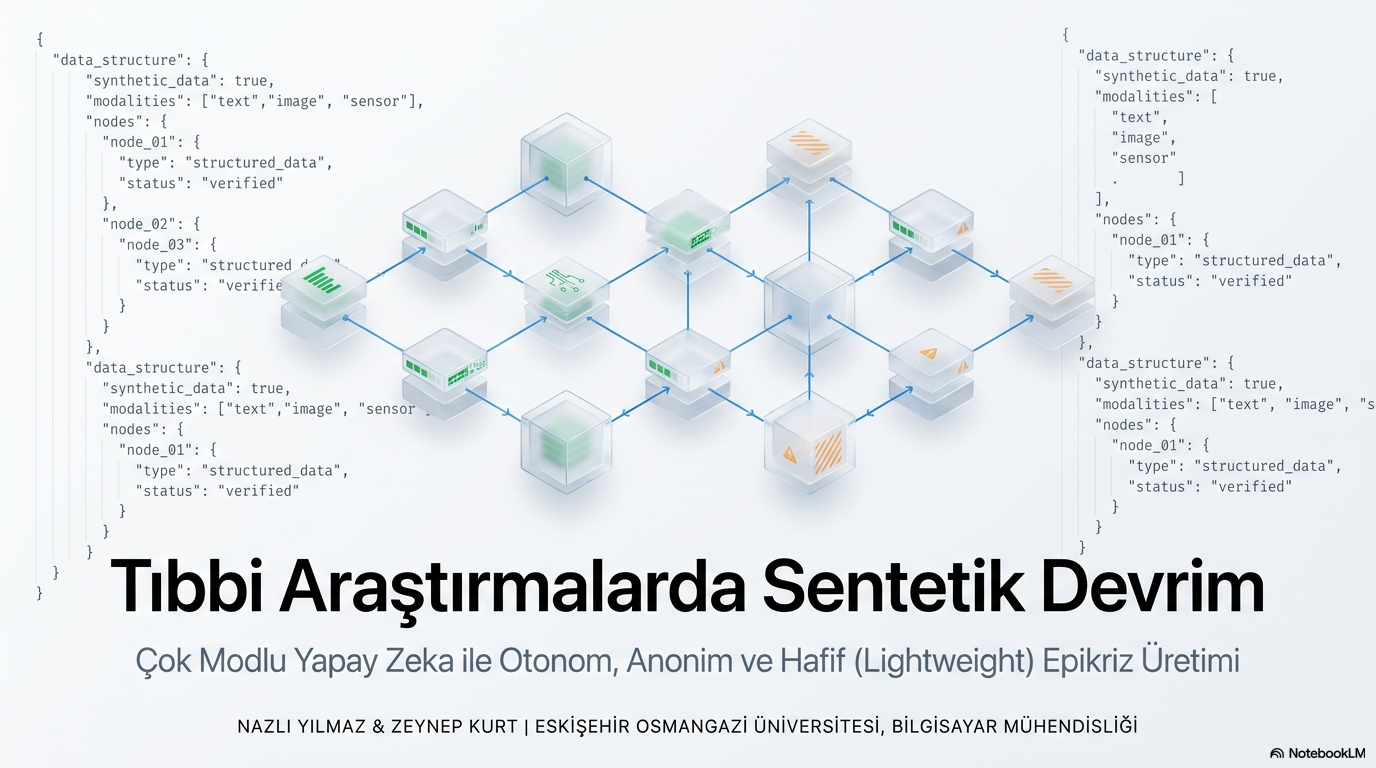 {
"data_structure": {
"synthetic_data": true,
"modalities": ["text","image", "sensor"],
"nodes": {
"node_01": {
"type": "structured_data",
"status": "verified"
},
"node_02": {
"node_03": {
"type": "structured
"status":
}
}
},
"data_structure": {
"synthetic_data": true,
"modalities": ["text","image", "sensor
"nodes": {
"node_01": {
"type": "structured_data",
"status": "verified"
}
}
}
}
}
{
"data_structure": {
"synthetic_data": true,
"modalities": [
"text",
"image",
"sensor"
. ]
],
"nodes": {
"node_01": {
"type": "structured_data",
"status": "verified"
}
}
},
"data_structure": {
"synthetic_data": true,
"modalities": ["text", "image",
"nodes": {
"node_01": {
"type": "structured_data",
"status": "verified"
}
}
}
Tıbbi Araştırmalarda Sentetik Devrim
Çok Modlu Yapay Zeka ile Otonom, Anonim ve Hafif (Lightweight) Epikriz Üretimi
NAZLI YILMAZ & ZEYNEP KURT | ESKİŞEHİR OSMANGAZİ ÜNİVERSİTESİ, BİLGİSAYAR MÜHENDİSLİĞİ
NotebookLM